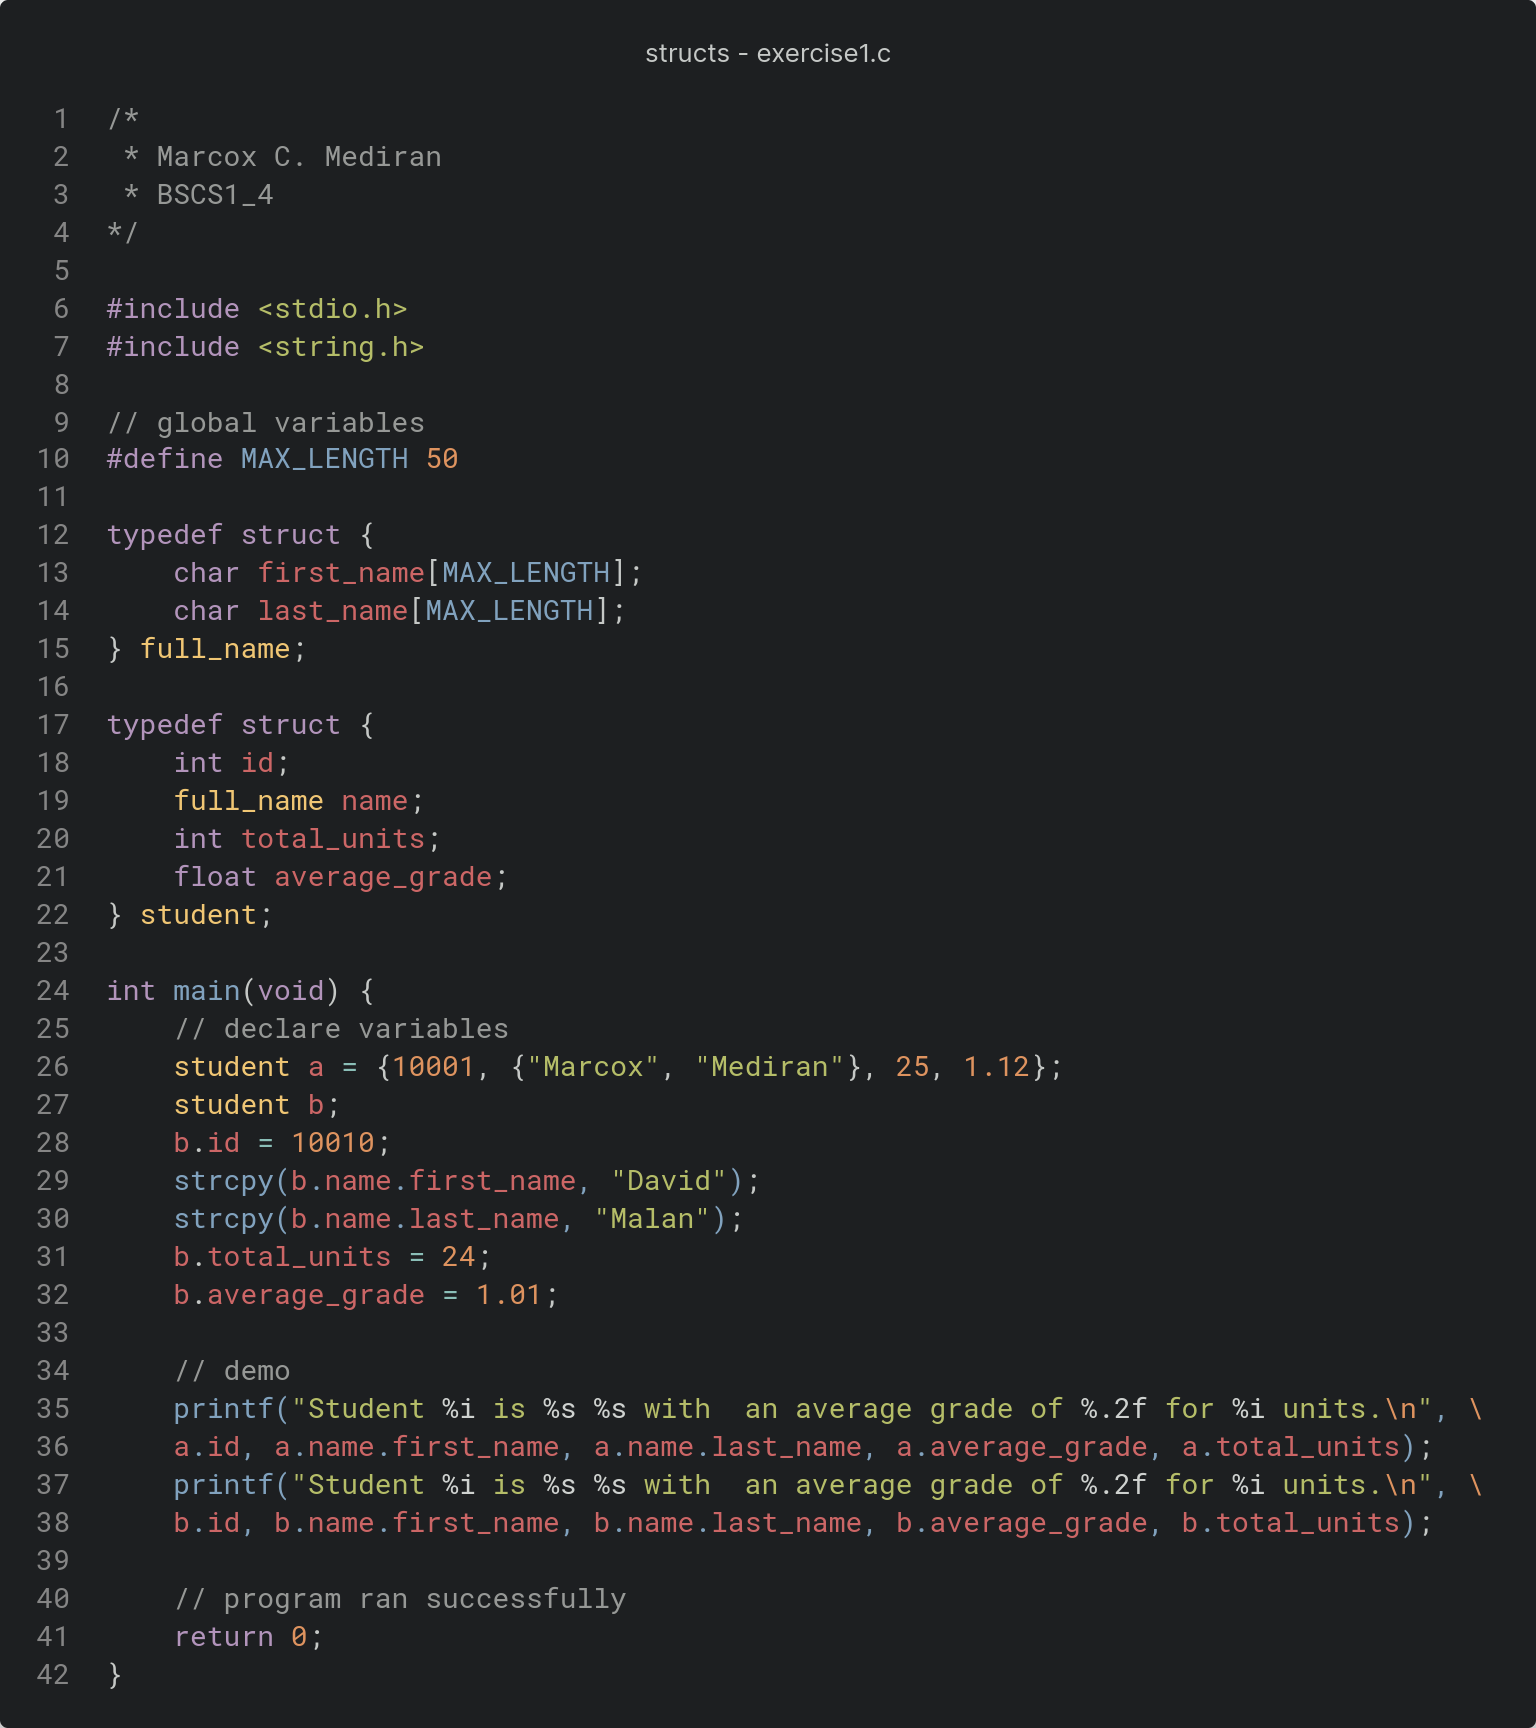 structs - exercise1.c
1 /*
2  * Marcox C. Mediran
3  * BSCS1_4
4 */
5
6 #include <stdio.h>
7 #include <string.h>
8
9 // global variables
10 #define MAX_LENGTH 50
11
12 typedef struct {
13     char first_name[MAX_LENGTH];
14     char last_name[MAX_LENGTH];
15 } full_name;
16
17 typedef struct {
18     int id;
19     full_name name;
20     int total_units;
21     float average_grade;
22 } student;
23
24 int main(void) {
25     // declare variables
26     student a = {10001, {"Marcox", "Mediran"}, 25, 1.12};
27     student b;
28     b.id = 10010;
29     strcpy(b.name.first_name, "David");
30     strcpy(b.name.last_name, "Malan");
31     b.total_units = 24;
32     b.average_grade = 1.01;
33
34     // demo
35     printf("Student %i is %s %s with  an average grade of %.2f for %i units.\n", \
36     a.id, a.name.first_name, a.name.last_name, a.average_grade, a.total_units);
37     printf("Student %i is %s %s with  an average grade of %.2f for %i units.\n", \
38     b.id, b.name.first_name, b.name.last_name, b.average_grade, b.total_units);
39
40     // program ran successfully
41     return 0;
42 }